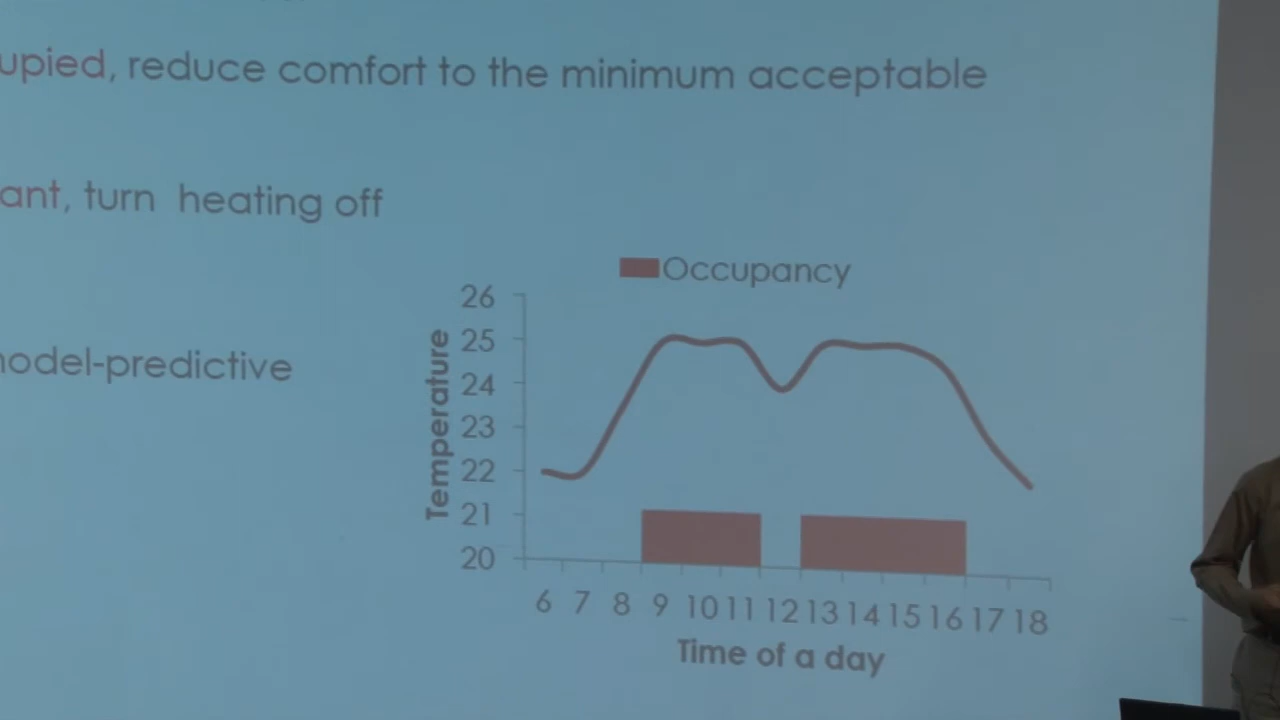 upied, reduce comfort to the minimum acceptable
ant, turn heating off
Occupancy
26
25
24
23
22
21
20
Temperature
model-predictive
6 7 8 9 10 11 12 13 14 15 16 17 18
Time of a day